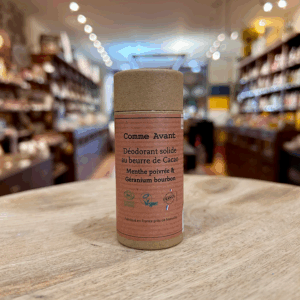 Comme Avant
Déodorant solide
au beurre de Cacao
Menthe poivrée &
Géranium bourbon